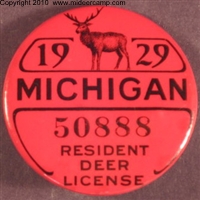 Copyright 2010 www.mideercamp.com
19 29
MICHIGAN
50888
RESIDENT
DEER
LICENSE